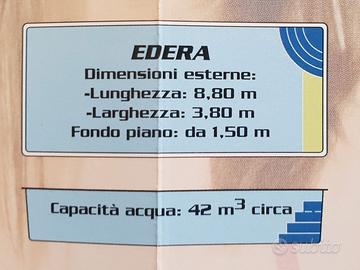 EDERA
Dimensioni esterne:
-Lunghezza: 8,80 m
-Larghezza: 3,80 m
Fondo piano: da 1,50 m
Capacità acqua: 42 m³ circa
subito